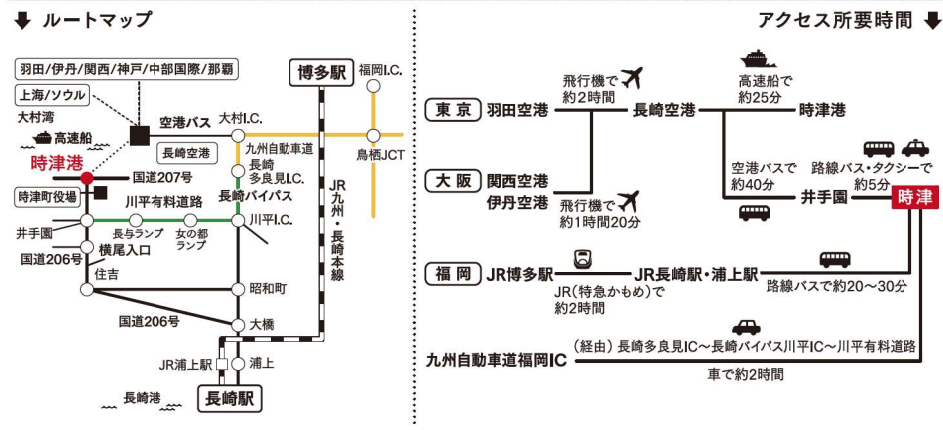 ルートマップ
羽田/伊丹/関西/神戸/中部国際/那覇
上海/ソウル
大村湾
高速船
時津港
空港バス
長崎空港
大村I.C.
博多駅
福岡I.C.
九州自動車道
鳥栖JCT
長崎
多良見I.C.
国道207号
時津町役場
川平有料道路
長崎バイパス
井手園
長与ランプ
女の都
ランプ
川平I.C.
横尾入口
国道206号
住吉
昭和町
国道206号
大橋
JR九州・長崎本線
JR浦上駅
浦上
長崎港
長崎駅
アクセス所要時間
東京
羽田空港
飛行機で
約2時間
長崎空港
高速船で
約25分
時津港
大阪
関西空港
伊丹空港
飛行機で
約1時間20分
空港バスで
約40分
井手園
路線バス・タクシーで
約5分
時津
福岡
JR博多駅
JR(特急かもめ)で
約2時間
JR長崎駅・浦上駅
路線バスで約20〜30分
九州自動車道福岡IC
(経由)長崎多良見IC〜長崎バイパス川平IC〜川平有料道路
車で約2時間